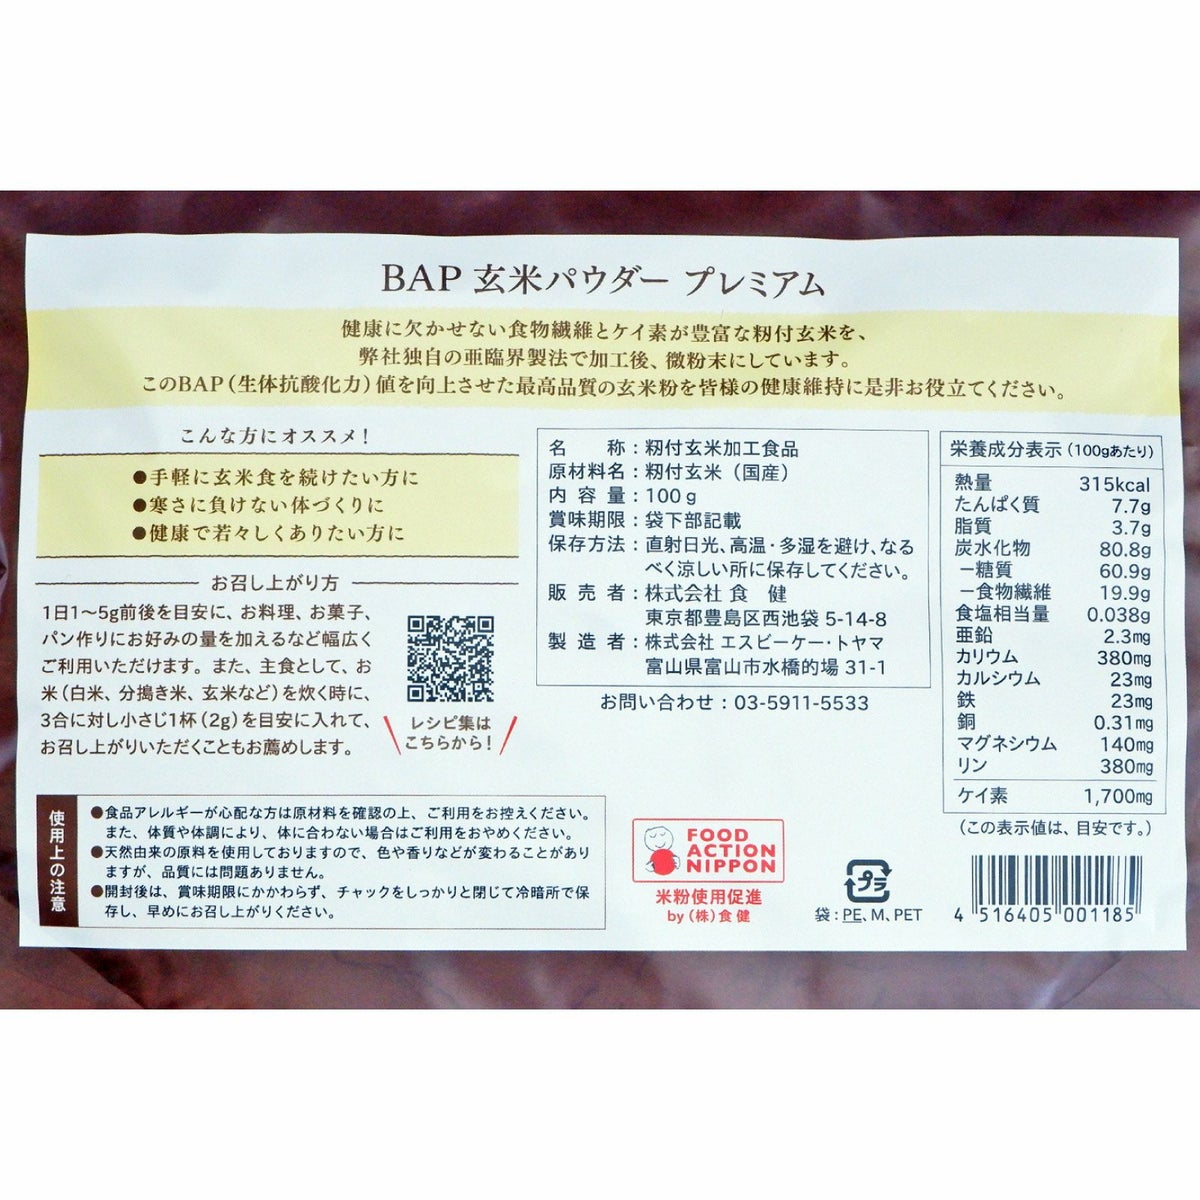 BAP 玄米パウダー プレミアム
健康に欠かせない食物繊維とケイ素が豊富な籾付玄米を、
弊社独自の亜臨界製法で加工後、微粉末にしています。
このBAP(生体抗酸化力)値を向上させた最高品質の玄米粉を皆様の健康維持に是非お役立てください。
こんな方にオススメ!
●手軽に玄米食を続けたい方に
●寒さに負けない体づくりに
●健康で若々しくありたい方に
お召し上がり方
1日1〜5g前後を目安に、お料理、お菓子、
パン作りにお好みの量を加えるなど幅広く
ご利用いただけます。また、主食として、お
米(白米、分搗き米、玄米など)を炊く時に、
3合に対し小さじ1杯(2g)を目安に入れて、
お召し上がりいただくこともお薦めします。
レシピ集は
こちらから!
名 称:籾付玄米加工食品
原材料名:籾付玄米(国産)
内容量:100g
賞味期限:袋下部記載
保存方法:直射日光、高温・多湿を避け、なる
べく涼しい所に保存してください。
販売者:株式会社 食 健
東京都豊島区西池袋 5-14-8
製造者:株式会社 エスビーケー・トヤマ
富山県富山市水橋的場 31-1
お問い合わせ:03-5911-5533
栄養成分表示(100gあたり)
熱量 315kcal
たんぱく質 7.7g
脂質 3.7g
炭水化物 80.8g
ー糖質 60.9g
ー食物繊維 19.9g
食塩相当量 0.038g
亜鉛 2.3mg
カリウム 380mg
カルシウム 23mg
鉄 23mg
銅 0.31mg
マグネシウム 140mg
リン 380mg
ケイ素 1,700mg
(この表示値は、目安です。)
使用上の注意
●食品アレルギーが心配な方は原材料を確認の上、ご利用をお控えください。
また、体質や体調により、体に合わない場合はご利用をおやめください。
●天然由来の原料を使用しておりますので、色や香りなどが変わることがあり
ますが、品質には問題ありません。
●開封後は、賞味期限にかかわらず、チャックをしっかりと閉じて冷暗所で保
存し、早めにお召し上がりください。
FOOD
ACTION
NIPPON
米粉使用促進
by(株)食健
プラ
袋:PE、M、PET
4 516405 001185